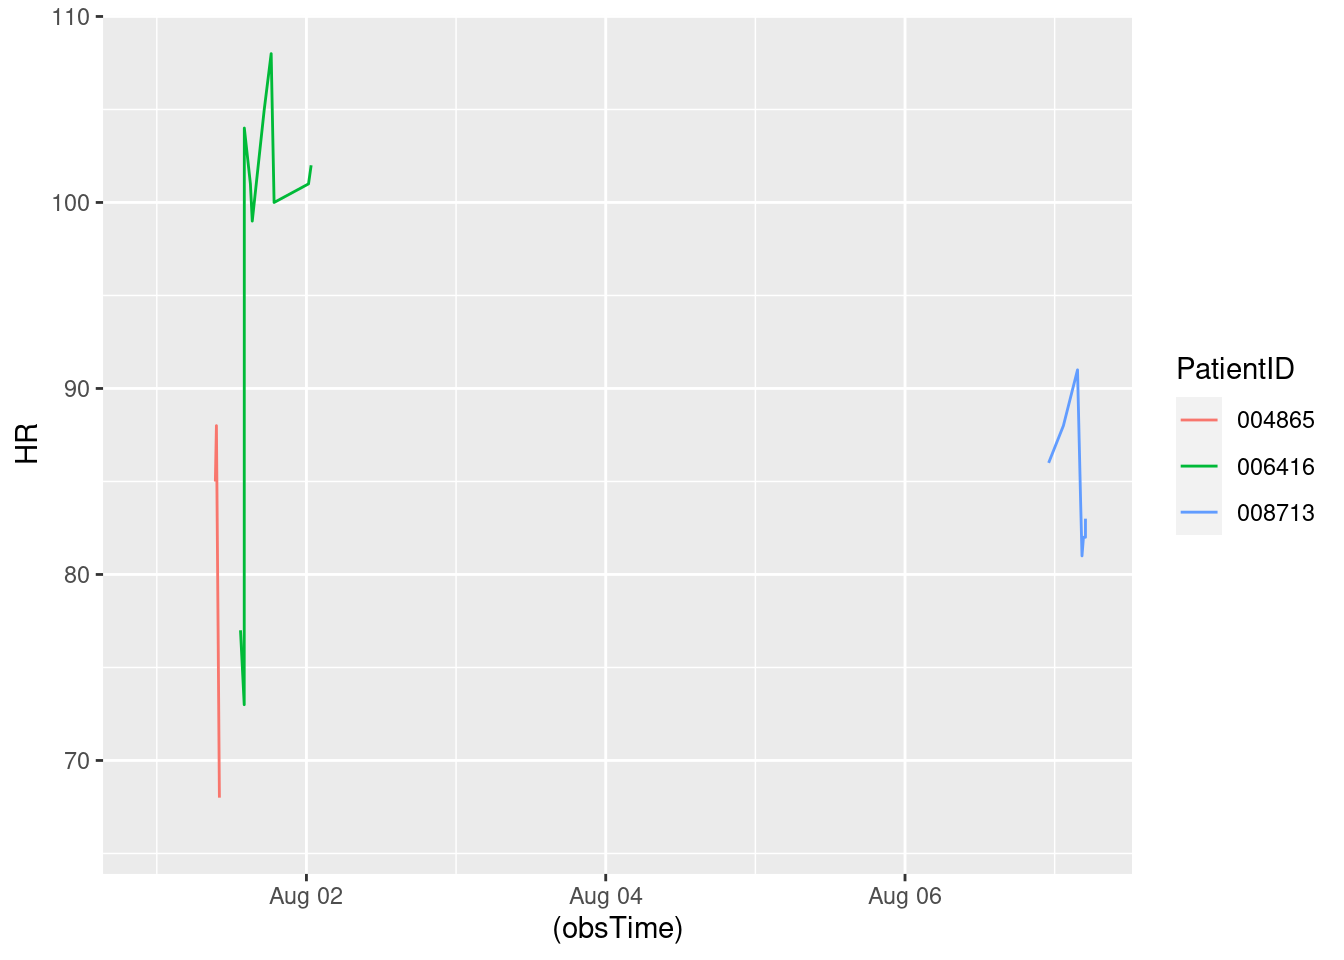 110
100
90
80
70
HR
Aug 02
Aug 04
Aug 06
(obsTime)
PatientID
004865
006416
008713